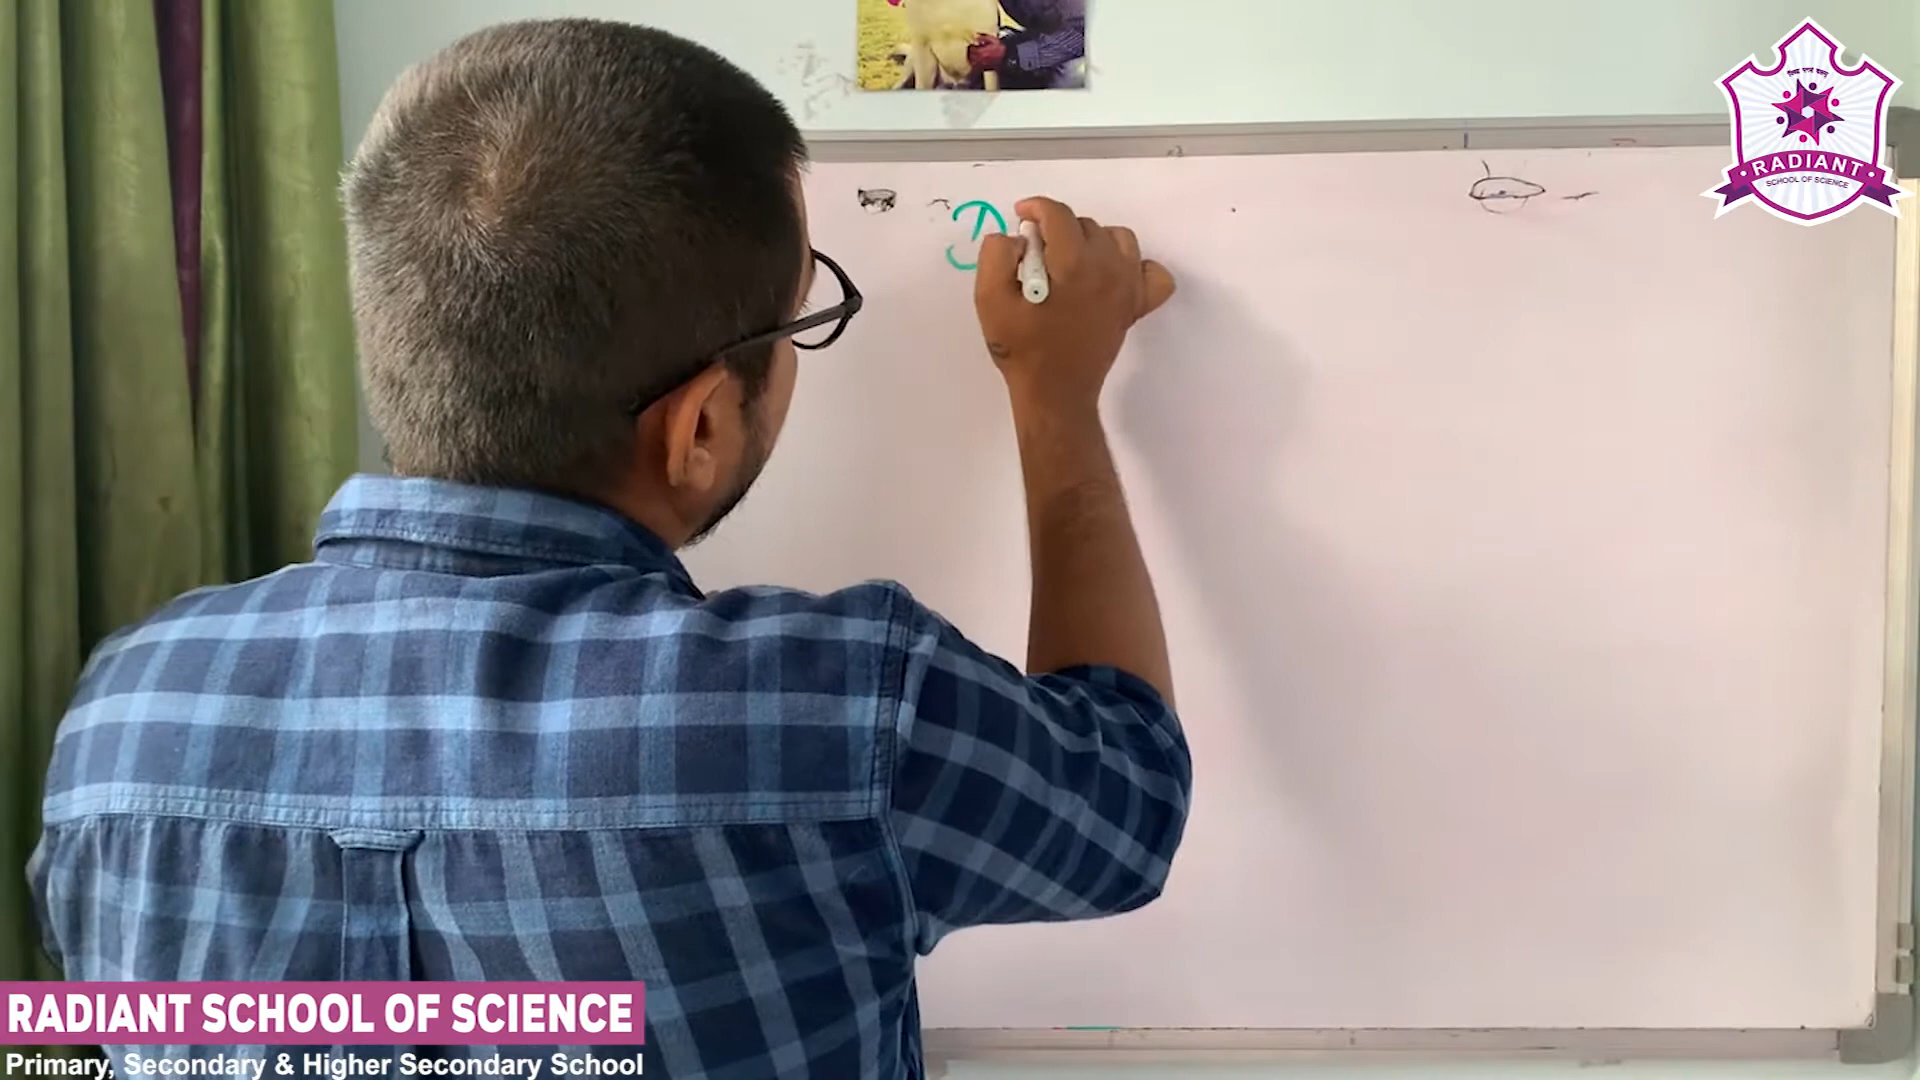 RADIANT
SCHOOL OF SCIENCE
RADIANT SCHOOL OF SCIENCE
Primary, Secondary & Higher Secondary School